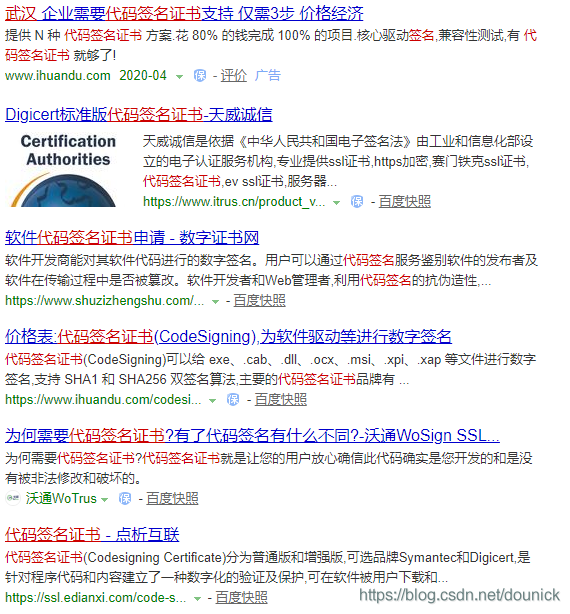 武汉 企业需要代码签名证书支持 仅需3步 价格经济
提供 N 种 代码签名证书 方案.花 80% 的钱完成 100% 的项目.核心驱动签名,兼容性测试,有 代
码签名证书 就够了!
www.ihuandu.com 2020-04 保 - 评价 广告
Digicert标准版代码签名证书-天威诚信
Certification
Authorities
天威诚信是依据《中华人民共和国电子签名法》由工业和信息化部设
立的电子认证服务机构,专业提供ssl证书,https加密,赛门铁克ssl证书,
代码签名证书,ev ssl证书,服务器...
https://www.itrus.cn/product_v... 保 - 百度快照
软件代码签名证书申请 - 数字证书网
软件开发商能对其软件代码进行的数字签名。用户可以通过代码签名服务鉴别软件的发布者及
软件在传输过程中是否被篡改。软件开发者和Web管理者,利用代码签名的抗伪造性,...
https://www.shuzizhengshu.com/... - 百度快照
价格表:代码签名证书(CodeSigning),为软件驱动等进行数字签名
代码签名证书(CodeSigning)可以给 exe、.cab、.dll、.ocx、.msi、.xpi、.xap 等文件进行数字
签名,支持 SHA1 和 SHA256 双签名算法,主要的代码签名证书品牌有 ...
https://www.ihuandu.com/codesi... 保 - 百度快照
为何需要代码签名证书?有了代码签名有什么不同?-沃通WoSign SSL...
为何需要代码签名证书?代码签名证书就是让您的用户放心确信此代码确实是您开发的和是没
有被非法修改和破坏的。
沃通WoTrus 保 - 百度快照
代码签名证书 - 点析互联
代码签名证书(Codesigning Certificate)分为普通版和增强版,可选品牌Symantec和Digicert,是
针对程序代码和内容建立了一种数字化的验证及保护,可在软件被用户下载和...
https://ssl.edianxi.com/code-s... - 百度快照
https://blog.csdn.net/dounick